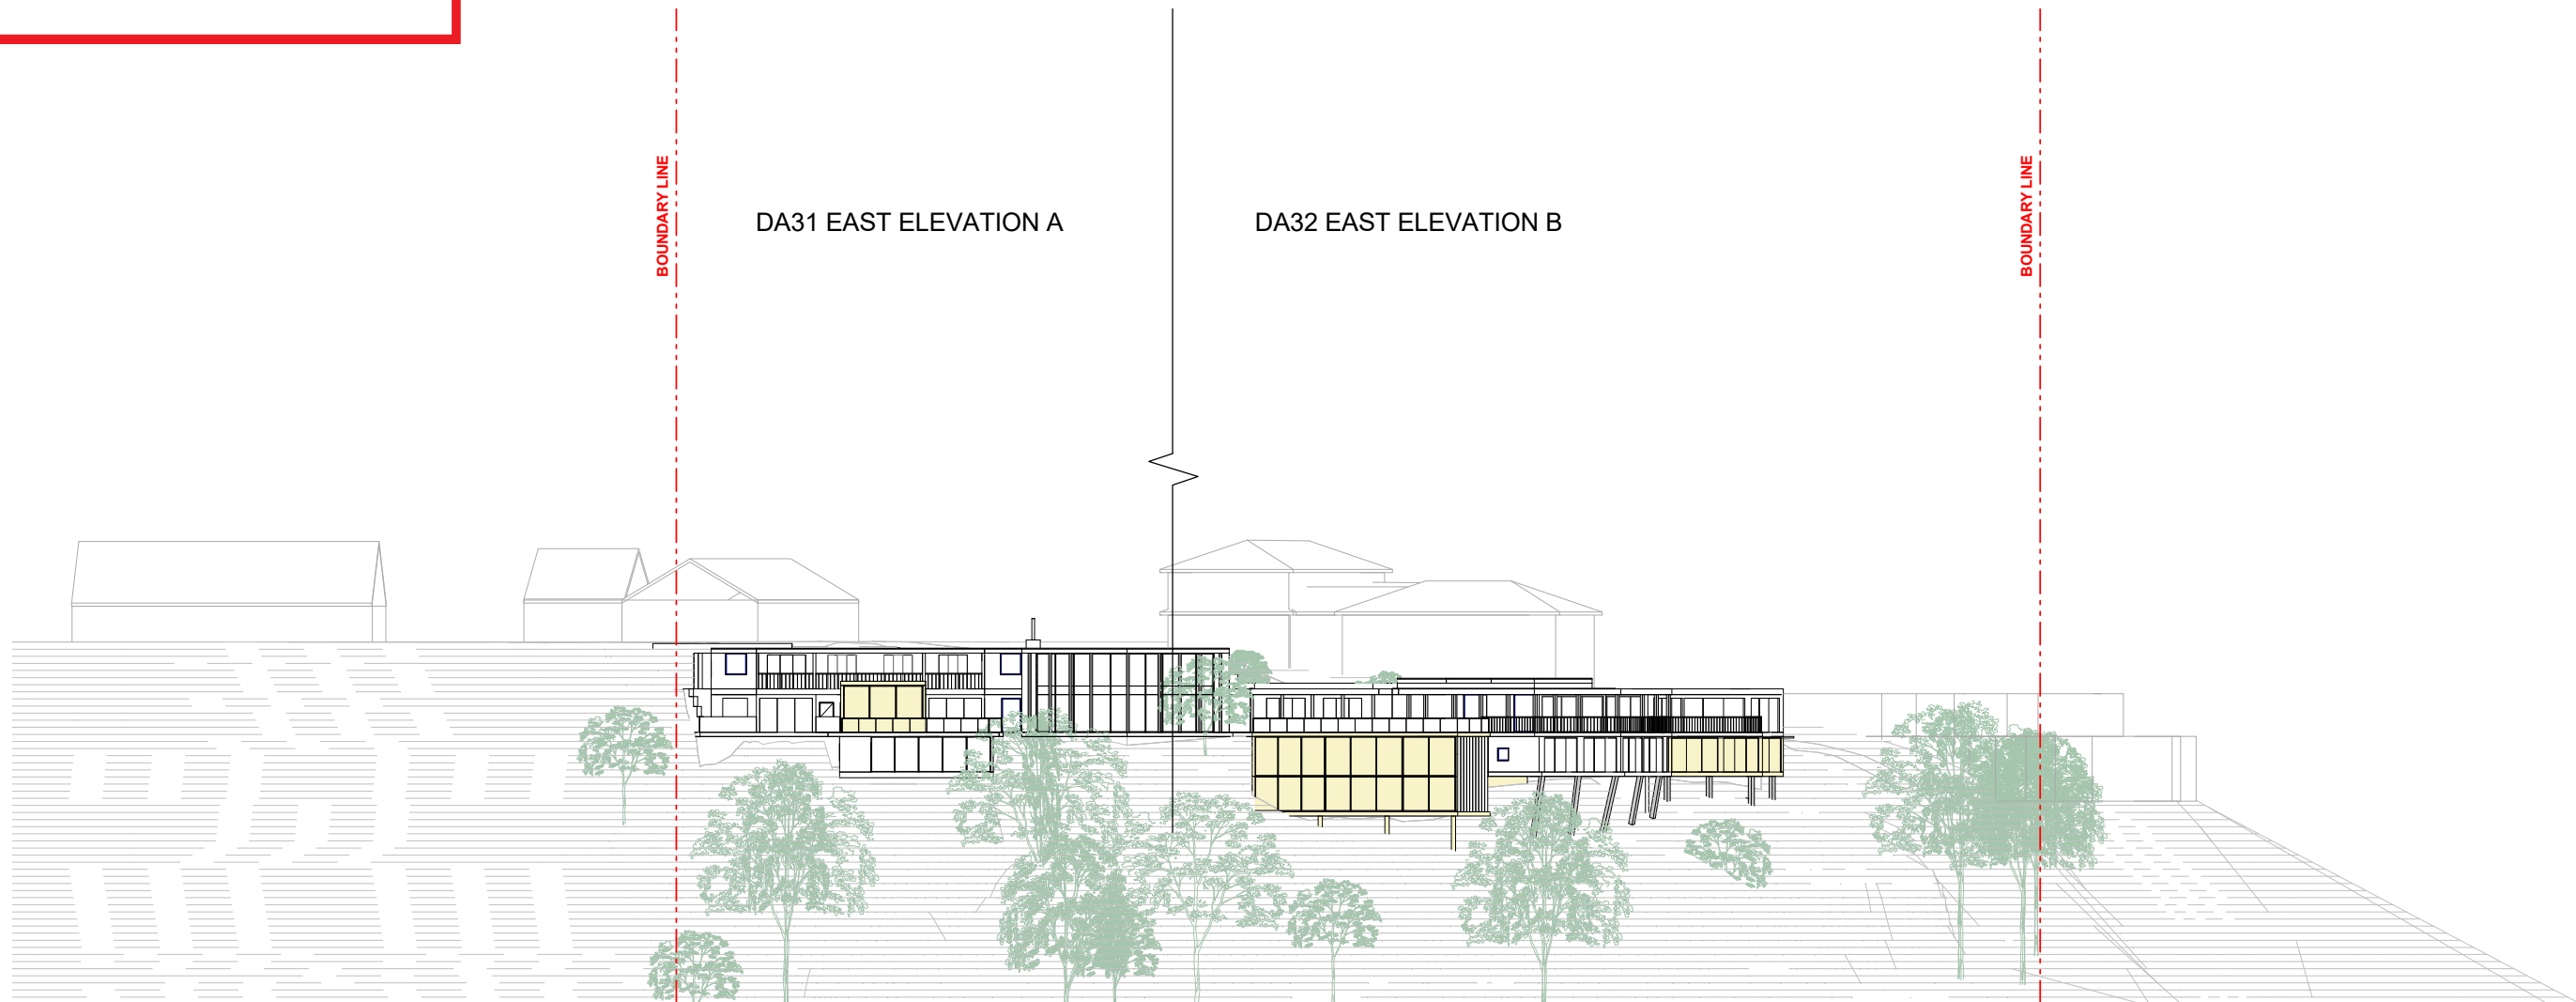 BOUNDARY LINE
DA31 EAST ELEVATION A
DA32 EAST ELEVATION B
BOUNDARY LINE